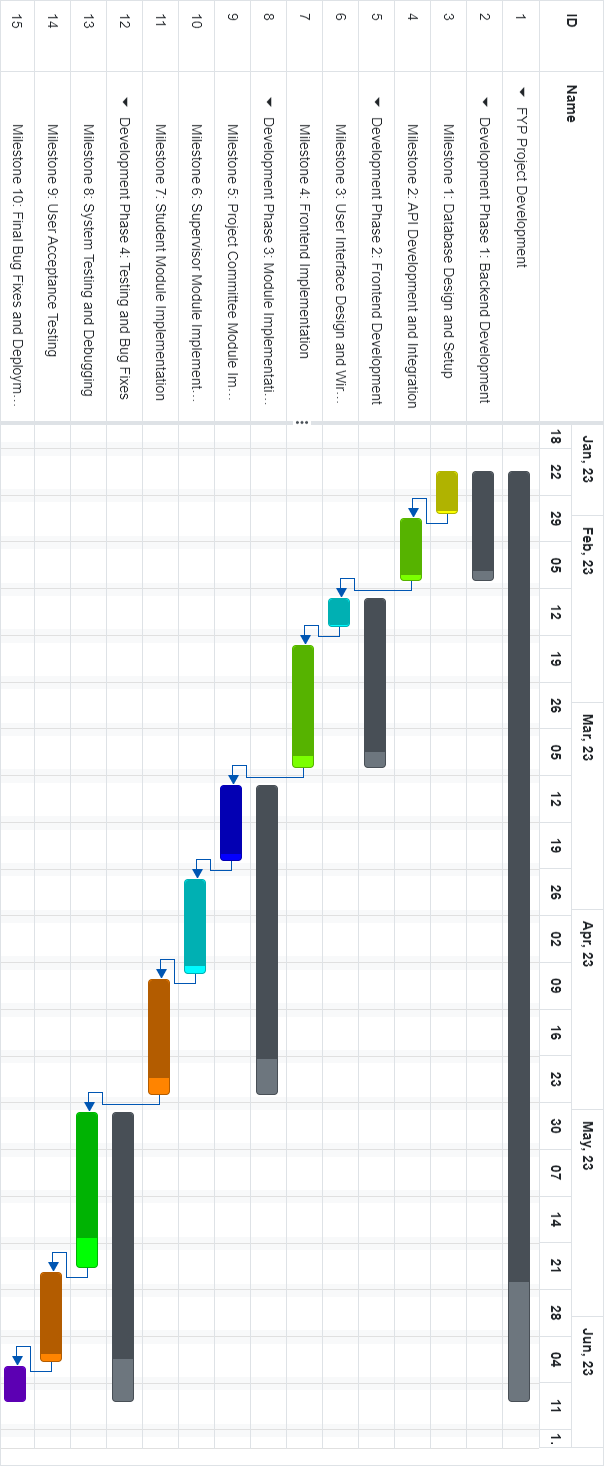 ID Name
Jan, 23 Feb, 23 Mar, 23 Apr, 23 May, 23 Jun, 23
18 22 29 05 12 19 26 05 12 19 26 02 09 16 23 30 07 14 21 28 04 11 1.
1 FYP Project Development
2 Development Phase 1: Backend Development
3 Milestone 1: Database Design and Setup
4 Milestone 2: API Development and Integration
5 Development Phase 2: Frontend Development
6 Milestone 3: User Interface Design and Wir...
7 Milestone 4: Frontend Implementation
8 Development Phase 3: Module Implementati...
9 Milestone 5: Project Committee Module Im...
10 Milestone 6: Supervisor Module Implement...
11 Milestone 7: Student Module Implementation
12 Development Phase 4: Testing and Bug Fixes
13 Milestone 8: System Testing and Debugging
14 Milestone 9: User Acceptance Testing
15 Milestone 10: Final Bug Fixes and Deploym...